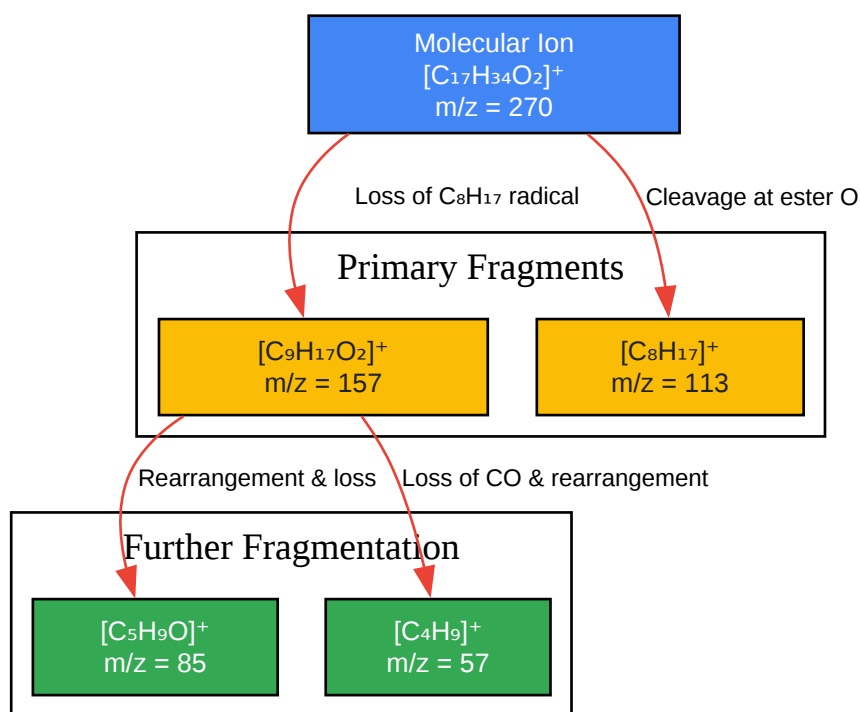 Molecular Ion
[C₁₇H₃₄O₂]⁺
m/z = 270
Loss of C₈H₁₇ radical
Cleavage at ester O
Primary Fragments
[C₉H₁₇O₂]⁺
m/z = 157
[C₈H₁₇]⁺
m/z = 113
Rearrangement & loss
Loss of CO & rearrangement
Further Fragmentation
[C₅H₉O]⁺
m/z = 85
[C₄H₉]⁺
m/z = 57